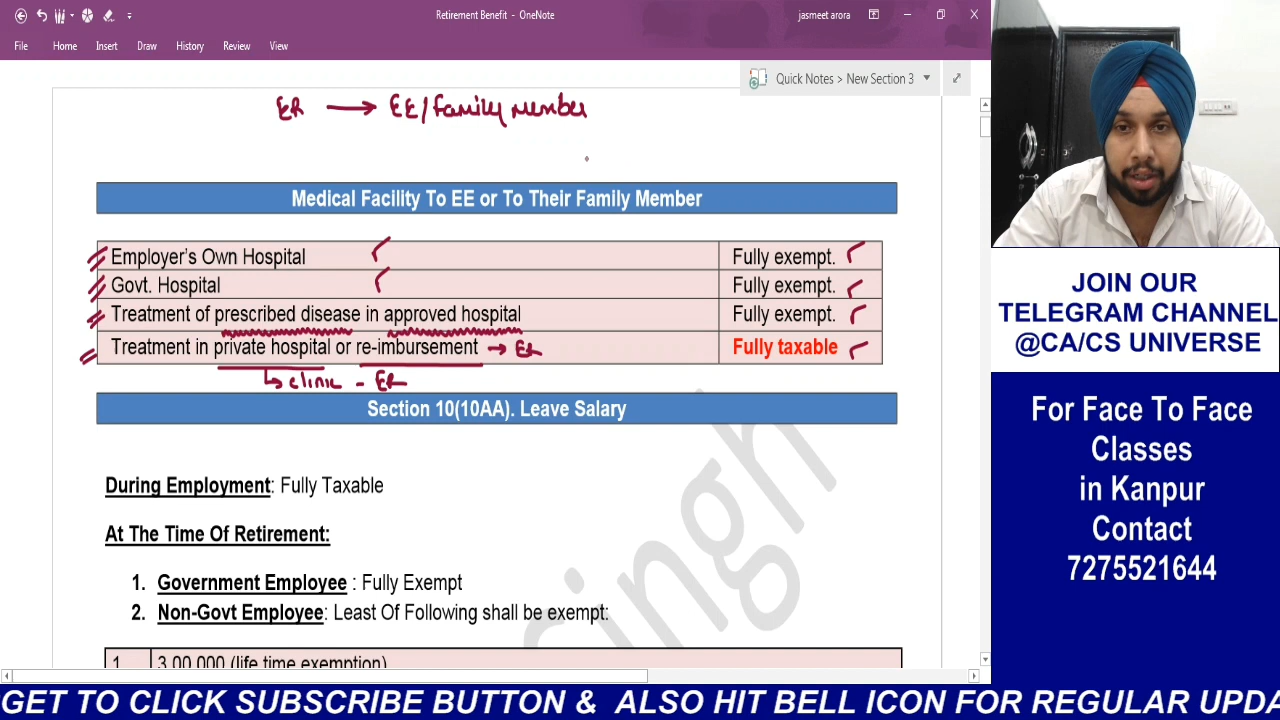 Retirement Benefit - OneNote
jasmeet arora
File Home Insert Draw History Review View
Quick Notes > New Section 3
ER → EE/family member
Medical Facility To EE or To Their Family Member
Employer's Own Hospital Fully exempt.
Govt. Hospital Fully exempt.
Treatment of prescribed disease in approved hospital Fully exempt.
Treatment in private hospital or re-imbursement → ER Fully taxable
clinic - ER
Section 10(10AA). Leave Salary
During Employment: Fully Taxable
At The Time Of Retirement:
1. Government Employee : Fully Exempt
2. Non-Govt Employee: Least Of Following shall be exempt:
1 3,00,000 (life time exemption)
Singh
JOIN OUR
TELEGRAM CHANNEL
@CA/CS UNIVERSE
For Face To Face
Classes
in Kanpur
Contact
7275521644
GET TO CLICK SUBSCRIBE BUTTON & ALSO HIT BELL ICON FOR REGULAR UPDA